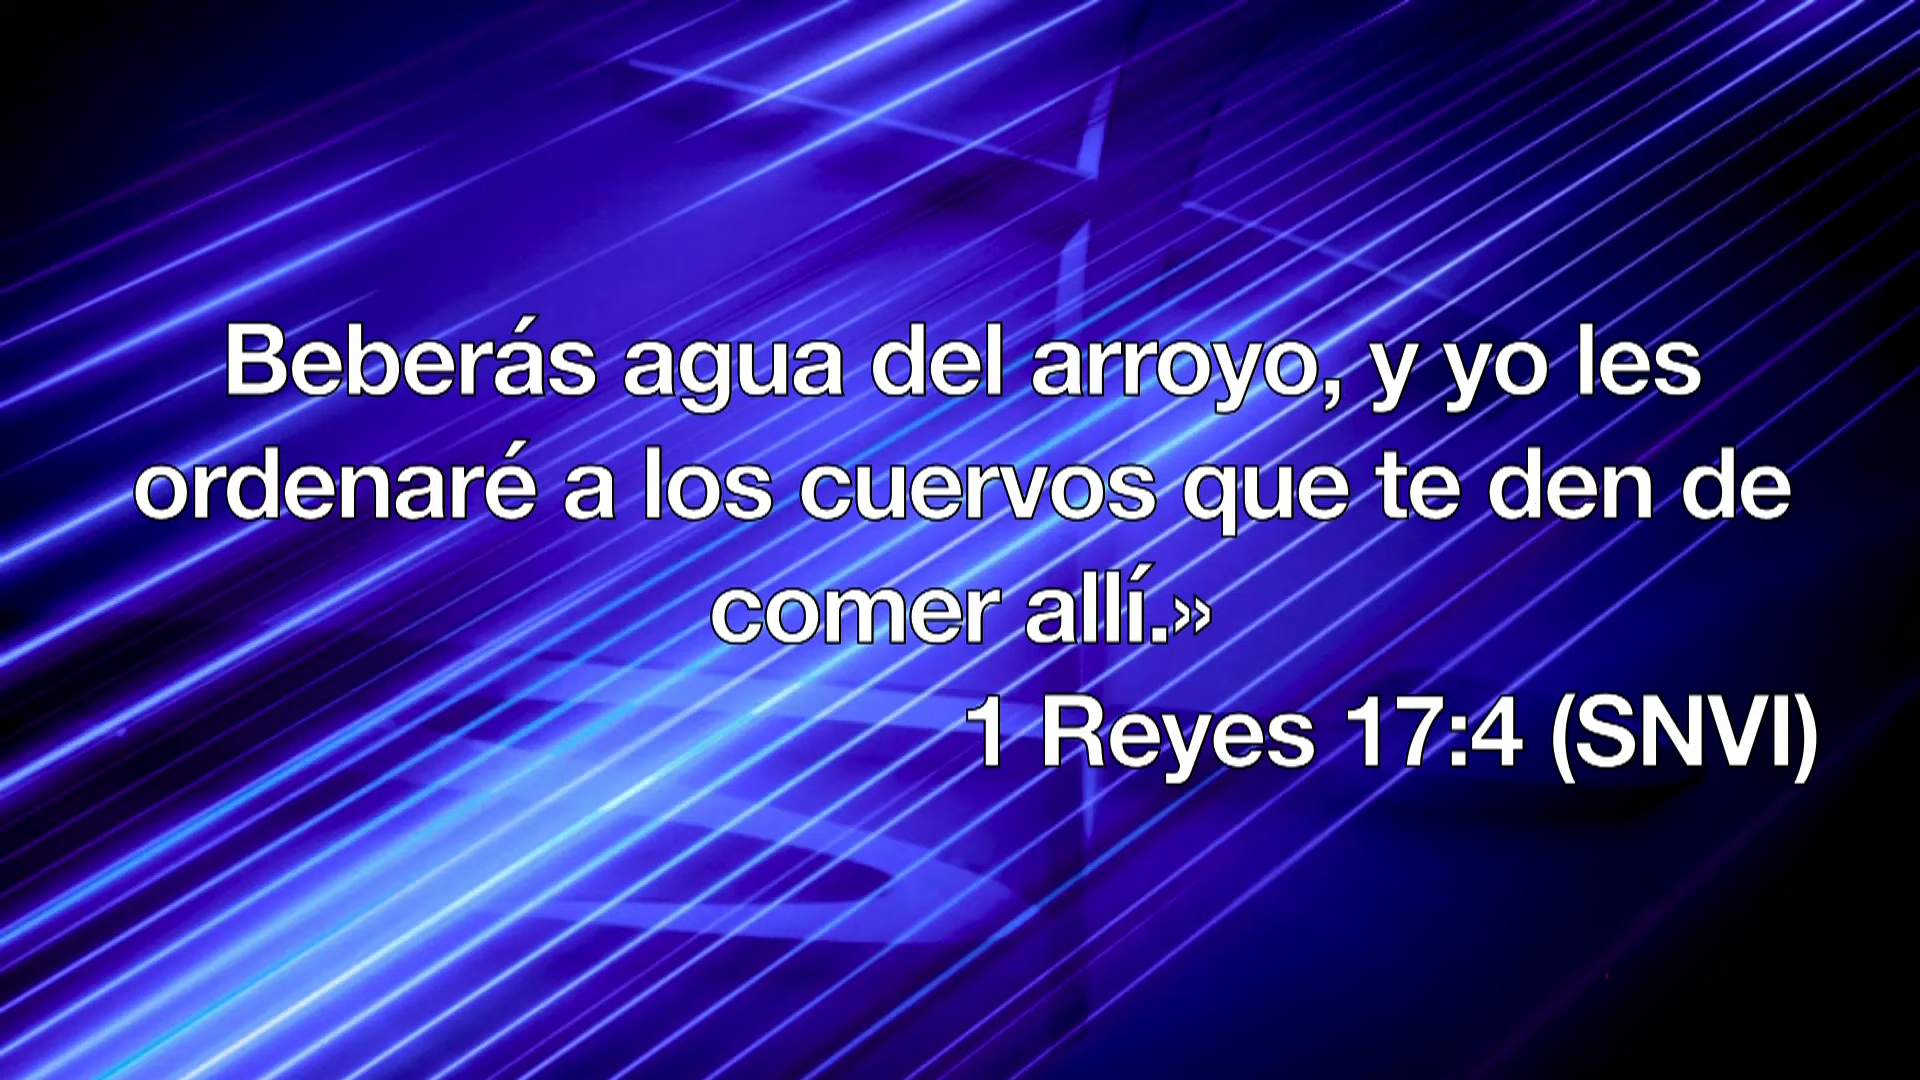 Beberás agua del arroyo, y yo les
ordenaré a los cuervos que te den de
comer allí.»
1 Reyes 17:4 (SNVI)